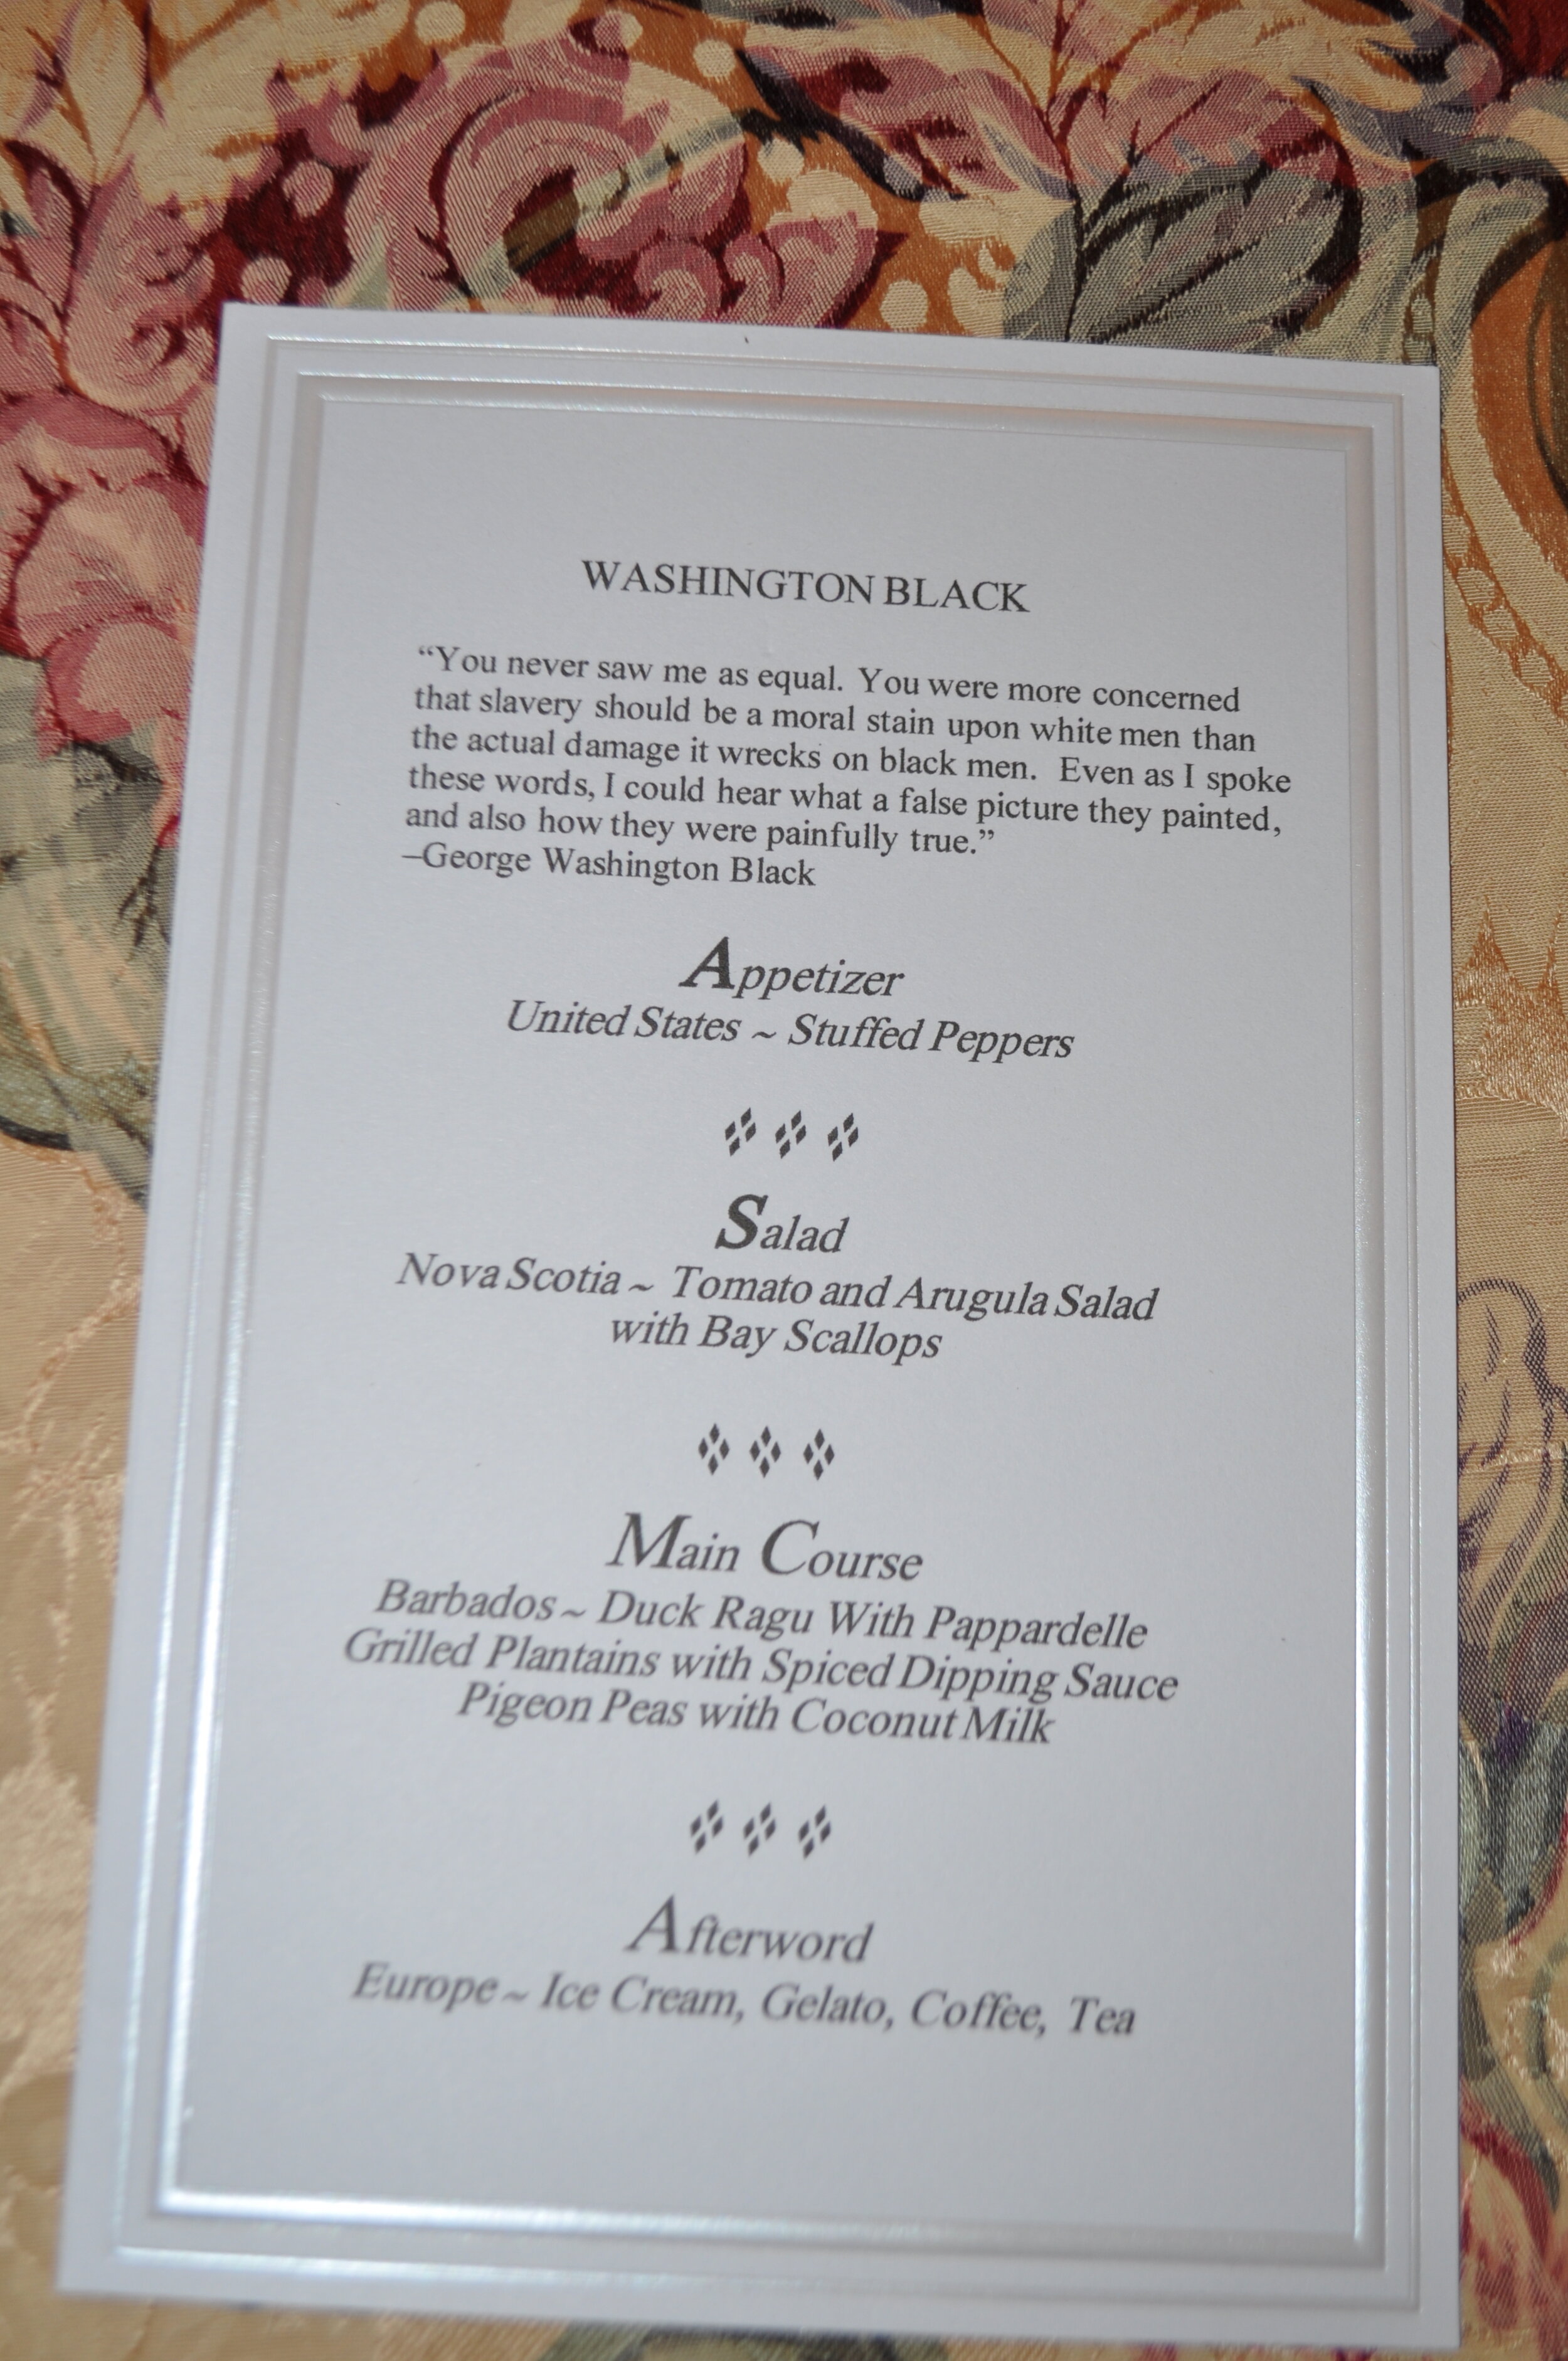 WASHINGTON BLACK
“You never saw me as equal. You were more concerned
that slavery should be a moral stain upon white men than
the actual damage it wrecks on black men. Even as I spoke
these words, I could hear what a false picture they painted,
and also how they were painfully true.”
–George Washington Black
Appetizer
United States ~ Stuffed Peppers
Salad
Nova Scotia ~ Tomato and Arugula Salad
with Bay Scallops
Main Course
Barbados ~ Duck Ragu With Pappardelle
Grilled Plantains with Spiced Dipping Sauce
Pigeon Peas with Coconut Milk
Afterword
Europe ~ Ice Cream, Gelato, Coffee, Tea